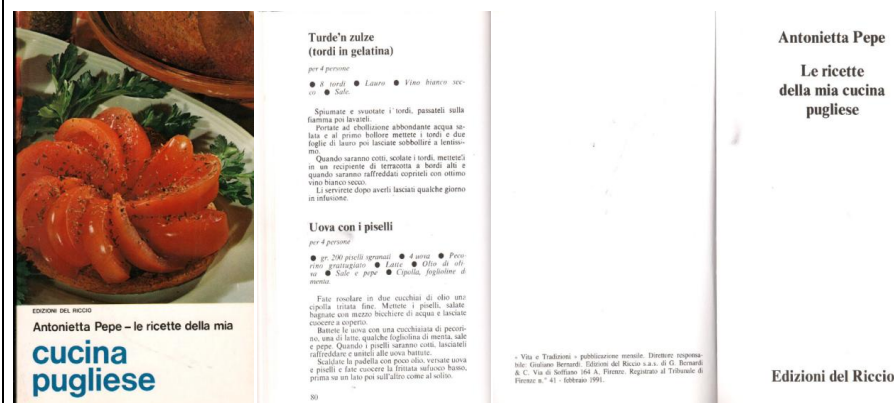 EDIZIONI DEL RICCIO
Antonietta Pepe – le ricette della mia
cucina
pugliese
Turde'n zulze
(tordi in gelatina)
per 4 persone
● 8 tordi ● Lauro ● Vino bianco sec-
co ● Sale.
Spiumate e svuotate i tordi, passateli sulla
fiamma poi lavateli.
Portate ad ebollizione abbondante acqua sa-
lata e al primo bollore mettete i tordi e due
foglie di lauro poi lasciate sobbollire a lentissi-
mo.
Quando saranno cotti, scolate i tordi, metteteli
in un recipiente di terracotta a bordi alti e
quando saranno raffreddati copriteli con ottimo
vino bianco secco.
Li servirete dopo averli lasciati qualche giorno
in infusione.
Uova con i piselli
per 4 persone
● gr. 200 piselli sgranati ● 4 uova ● Peco
rino grattugiato ● Latte ● Olio di oli-
va ● Sale e pepe ● Cipolla, foglioline d
menta.
Fate rosolare in due cucchiai di olio una
cipolla tritata fine. Mettete i piselli, salate
bagnate con mezzo bicchiere di acqua e lasciate
cuocere a coperto.
Battete le uova con una cucchiaiata di pecori-
no, una di latte, qualche fogliolina di menta, sale
e pepe. Quando i piselli saranno cotti, lasciateli
raffreddare e uniteli alle uova battute.
Scaldate la padella con poco olio, versate uova
e piselli e fate cuocere la frittata sufuoco basso,
prima su un lato poi sull'altro come al solito.
80
« Vita e Tradizioni » pubblicazione mensile. Direttore responsa-
bile: Giuliano Bernardi. Edizioni del Riccio s.a.s. di G. Bernardi
& C. Via di Soffiano 164 A, Firenze. Registrato al Tribunale di
Firenze n.° 41 - febbraio 1991.
Antonietta Pepe
Le ricette
della mia cucina
pugliese
Edizioni del Riccio